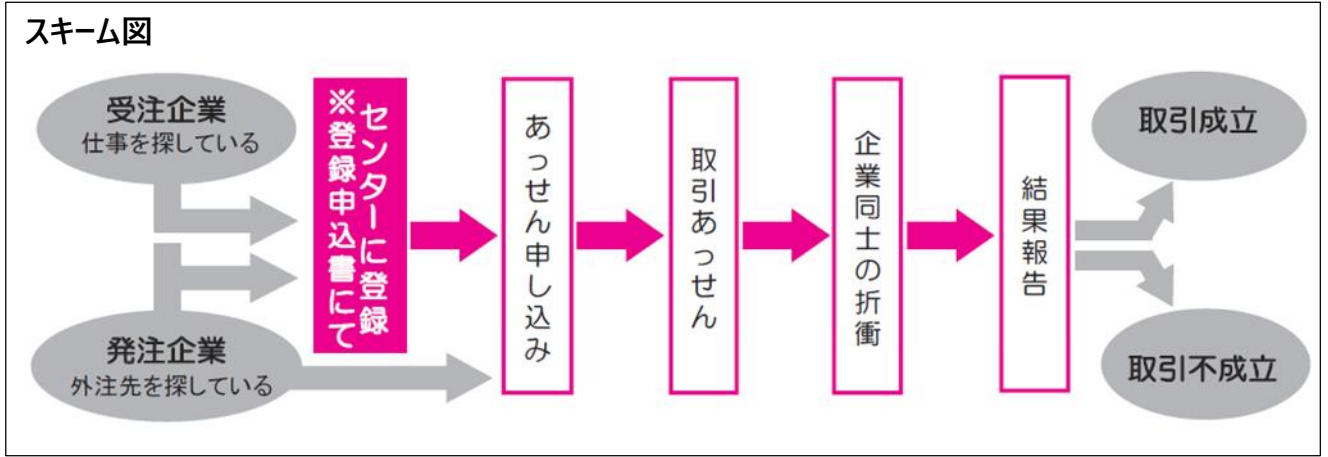 スキーム図
受注企業
仕事を探している
発注企業
外注先を探している
センターに登録
※登録申込書にて
あっせん申し込み
取引あっせん
企業同士の折衝
結果報告
取引成立
取引不成立